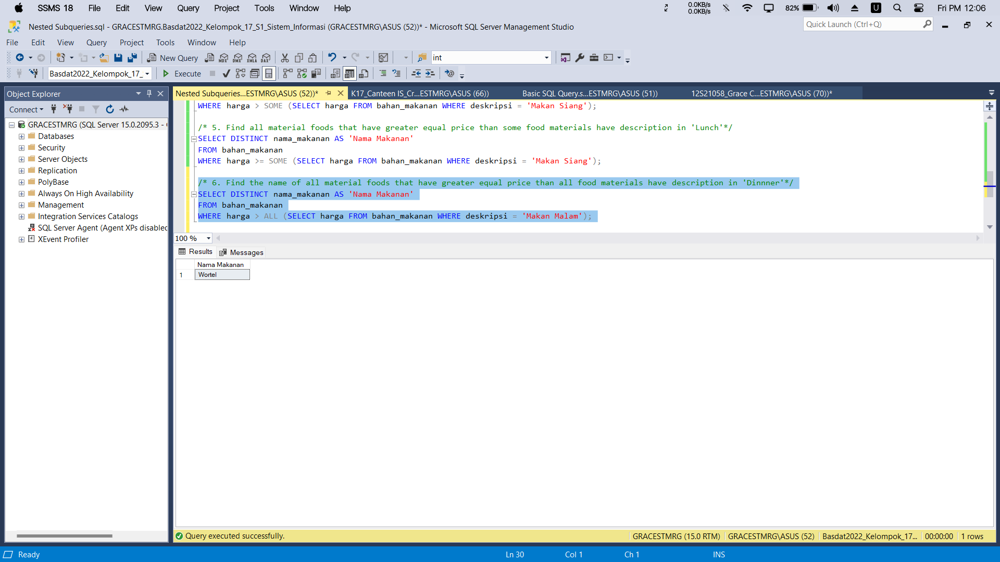 SSMS 18 File Edit View Query Project Tools Window Help 0.0KB/s 0.0KB/s 82% U Fri PM 12:06
Nested Subqueries.sql - GRACESTMRG.Basdat2022_Kelompok_17_S1_Sistem_Informasi (GRACESTMRG\ASUS (52))* - Microsoft SQL Server Management Studio
Quick Launch (Ctrl+Q)
File Edit View Query Project Tools Window Help
New Query MDX DMX XMLA DAX int
Basdat2022_Kelompok_17_ Execute
Object Explorer
Nested Subqueries...ESTMRG\ASUS (52))* K17_Canteen IS_Cr...ESTMRG\ASUS (66)) Basic SQL Query.s...ESTMRG\ASUS (51)) 12S21058_Grace C...ESTMRG\ASUS (70))*
Connect
GRACESTMRG (SQL Server 15.0.2095.3 -
Databases
Security
Server Objects
Replication
PolyBase
Always On High Availability
Management
Integration Services Catalogs
SQL Server Agent (Agent XPs disabled
XEvent Profiler
WHERE harga > SOME (SELECT harga FROM bahan_makanan WHERE deskripsi = 'Makan Siang');
/* 5. Find all material foods that have greater equal price than some food materials have description in 'Lunch'*/
SELECT DISTINCT nama_makanan AS 'Nama Makanan'
FROM bahan_makanan
WHERE harga >= SOME (SELECT harga FROM bahan_makanan WHERE deskripsi = 'Makan Siang');
/* 6. Find the name of all material foods that have greater equal price than all food materials have description in 'Dinnner'*/
SELECT DISTINCT nama_makanan AS 'Nama Makanan'
FROM bahan_makanan
WHERE harga > ALL (SELECT harga FROM bahan_makanan WHERE deskripsi = 'Makan Malam');
100 %
Results Messages
Nama Makanan
1 Wortel
Query executed successfully. GRACESTMRG (15.0 RTM) GRACESTMRG\ASUS (52) Basdat2022_Kelompok_17... 00:00:00 1 rows
Ready Ln 30 Col 1 Ch 1 INS